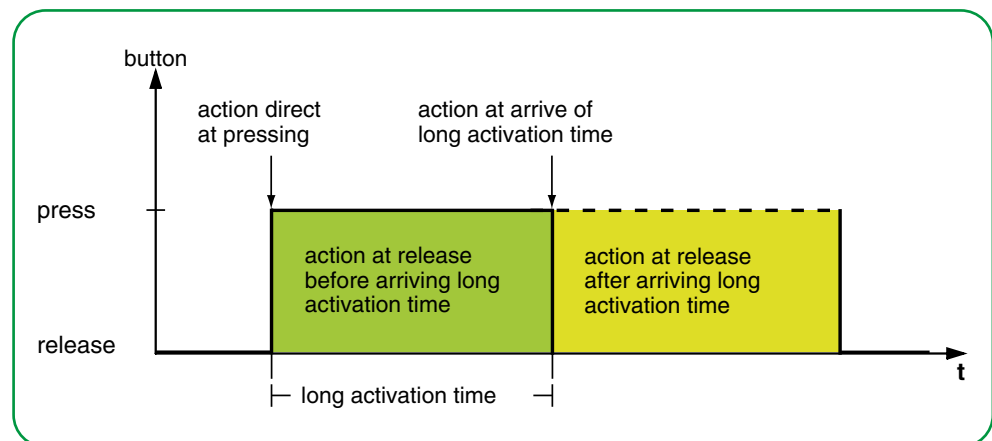 button
action direct
at pressing
action at arrive of
long activation time
press
action at release
before arriving long
activation time
action at release
after arriving long
activation time
release
t
long activation time